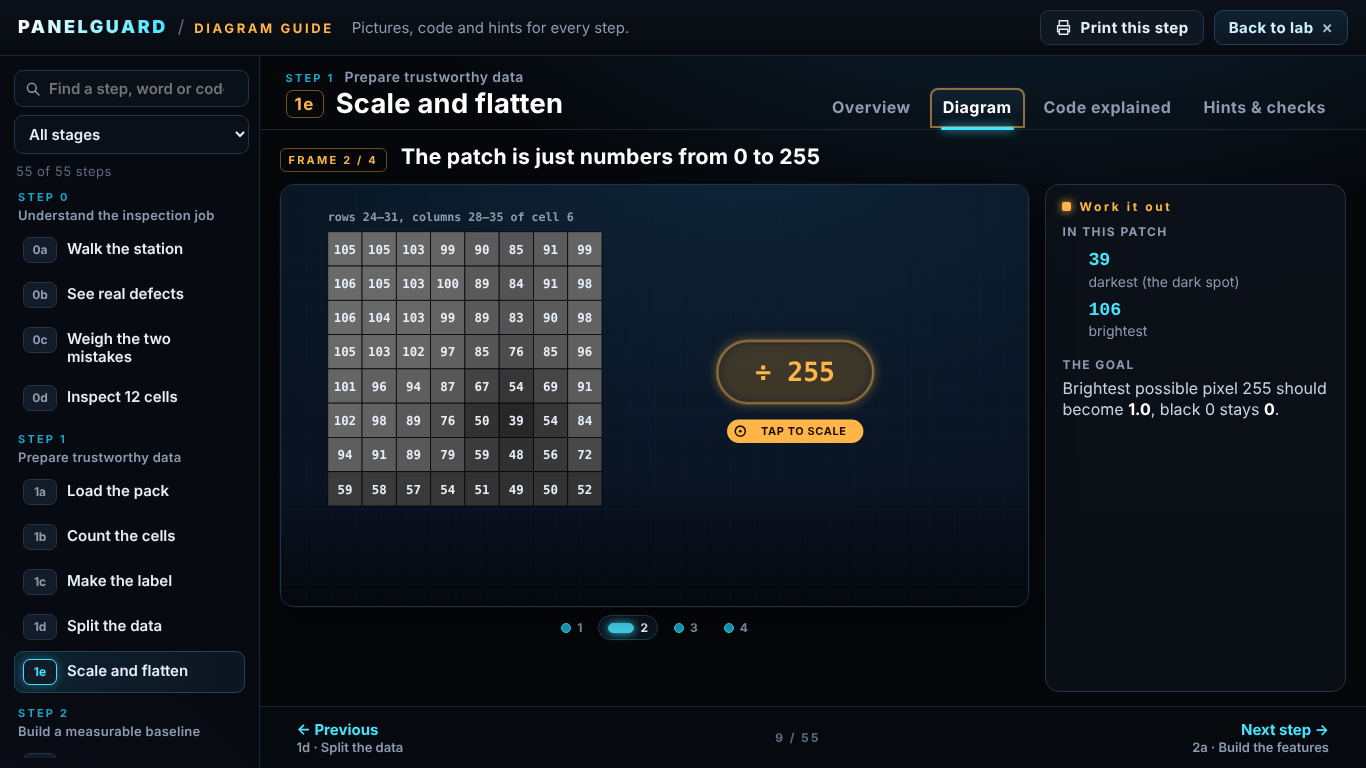 PANELGUARD / DIAGRAM GUIDE Pictures, code and hints for every step.
Print this step
Back to lab ×
Find a step, word or cod
All stages
55 of 55 steps
STEP 0
Understand the inspection job
0a Walk the station
0b See real defects
0c Weigh the two
mistakes
0d Inspect 12 cells
STEP 1
Prepare trustworthy data
1a Load the pack
1b Count the cells
1c Make the label
1d Split the data
1e Scale and flatten
STEP 2
Build a measurable baseline
STEP 1 Prepare trustworthy data
1e Scale and flatten
Overview Diagram Code explained Hints & checks
FRAME 2 / 4 The patch is just numbers from 0 to 255
rows 24–31, columns 28–35 of cell 6
105 105 103 99 90 85 91 99
106 105 103 100 89 84 91 98
106 104 103 99 89 83 90 98
105 103 102 97 85 76 85 96
101 96 94 87 67 54 69 91
102 98 89 76 50 39 54 84
94 91 89 79 59 48 56 72
59 58 57 54 51 49 50 52
÷ 255
TAP TO SCALE
1 2 3 4
Work it out
IN THIS PATCH
39
darkest (the dark spot)
106
brightest
THE GOAL
Brightest possible pixel 255 should
become 1.0, black 0 stays 0.
← Previous
1d · Split the data
9 / 55
Next step →
2a · Build the features